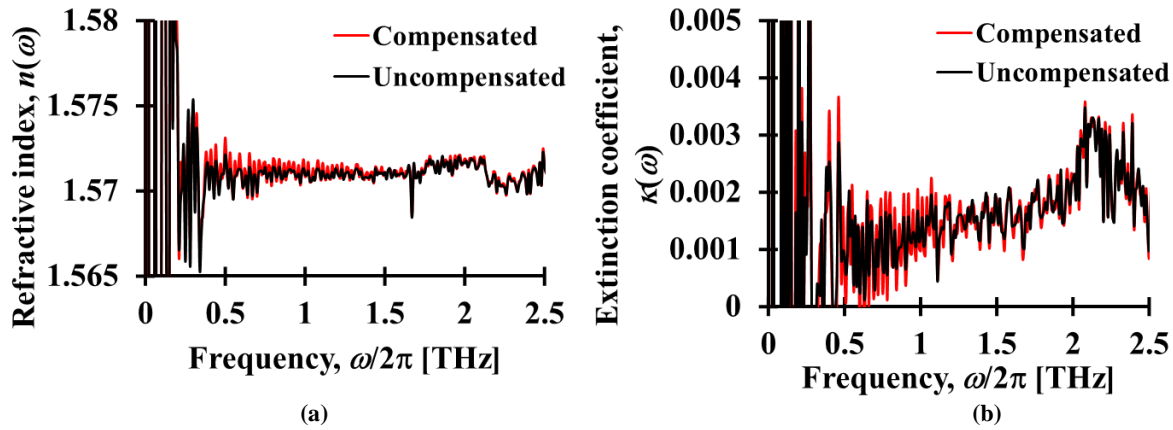 Refractive index, n(ω)
1.58
1.575
1.57
1.565
Compensated
Uncompensated
0 0.5 1 1.5 2 2.5
Frequency, ω/2π [THz]
(a)
Extinction coefficient,
κ(ω)
0.005
0.004
0.003
0.002
0.001
0
Compensated
Uncompensated
0 0.5 1 1.5 2 2.5
Frequency, ω/2π [THz]
(b)